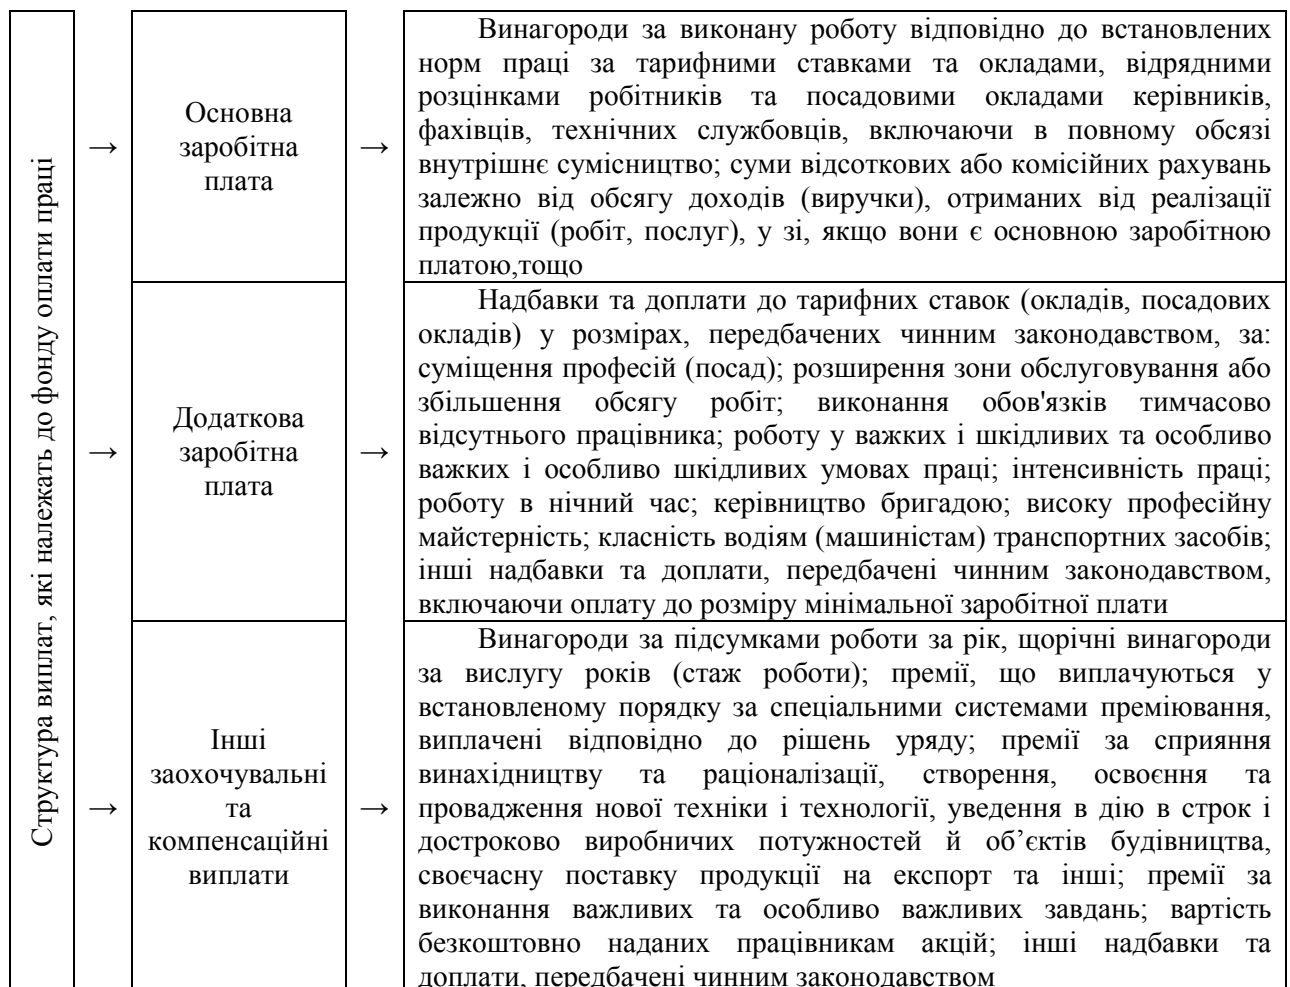 Структура виплат, які належать до фонду оплати праці
→
Основна
заробітна
плата
→
Винагороди за виконану роботу відповідно до встановлених
норм праці за тарифними ставками та окладами, відрядними
розцінками робітників та посадовими окладами керівників,
фахівців, технічних службовців, включаючи в повному обсязі
внутрішнє сумісництво; суми відсоткових або комісійних рахувань
залежно від обсягу доходів (виручки), отриманих від реалізації
продукції (робіт, послуг), у зі, якщо вони є основною заробітною
платою,тощо
→
Додаткова
заробітна
плата
→
Надбавки та доплати до тарифних ставок (окладів, посадових
окладів) у розмірах, передбачених чинним законодавством, за:
суміщення професій (посад); розширення зони обслуговування або
збільшення обсягу робіт; виконання обов'язків тимчасово
відсутнього працівника; роботу у важких і шкідливих та особливо
важких і особливо шкідливих умовах праці; інтенсивність праці;
роботу в нічний час; керівництво бригадою; високу професійну
майстерність; класність водіям (машиністам) транспортних засобів;
інші надбавки та доплати, передбачені чинним законодавством,
включаючи оплату до розміру мінімальної заробітної плати
→
Інші
заохочувальні
та
компенсаційні
виплати
→
Винагороди за підсумками роботи за рік, щорічні винагороди
за вислугу років (стаж роботи); премії, що виплачуються у
встановленому порядку за спеціальними системами преміювання,
виплачені відповідно до рішень уряду; премії за сприяння
винахідництву та раціоналізації, створення, освоєння та
провадження нової техніки і технології, уведення в дію в строк і
достроково виробничих потужностей й об’єктів будівництва,
своєчасну поставку продукції на експорт та інші; премії за
виконання важливих та особливо важливих завдань; вартість
безкоштовно наданих працівникам акцій; інші надбавки та
доплати, передбачені чинним законодавством